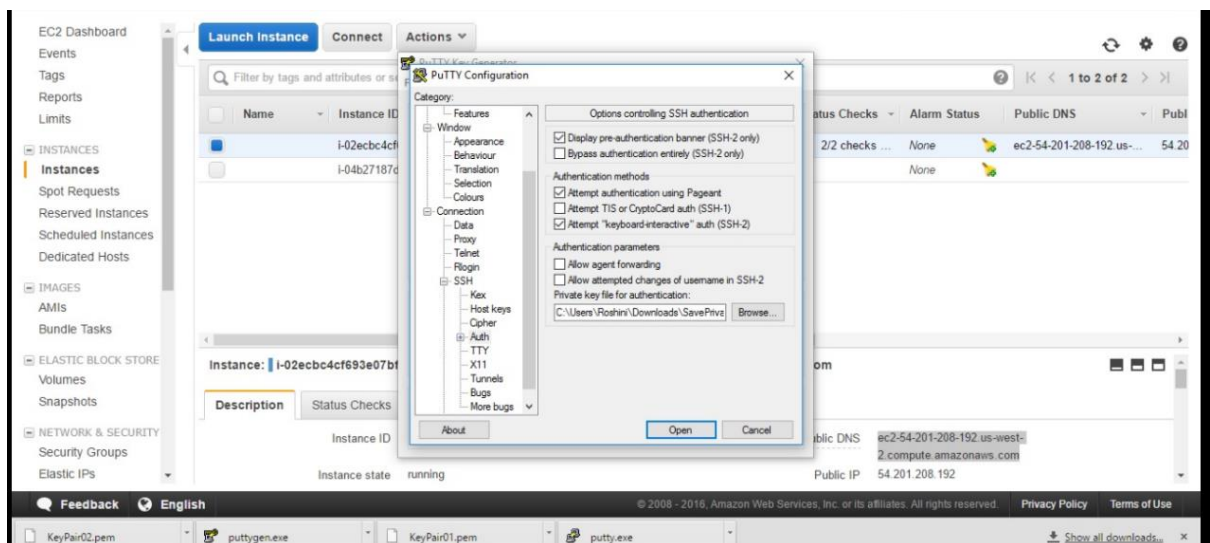 EC2 Dashboard
Events
Tags
Reports
Limits
INSTANCES
Instances
Spot Requests
Reserved Instances
Scheduled Instances
Dedicated Hosts
IMAGES
AMIs
Bundle Tasks
ELASTIC BLOCK STORE
Volumes
Snapshots
NETWORK & SECURITY
Security Groups
Elastic IPs
Launch Instance Connect Actions
Filter by tags and attributes or
1 to 2 of 2
Name Instance ID
Status Checks Alarm Status Public DNS Publ
i-02ecbc4cf
2/2 checks ... None ec2-54-201-208-192.us-... 54.20
i-04b27187
None
PuTTY Key Generator
PuTTY Configuration
Category:
Features
Window
Appearance
Behaviour
Translation
Selection
Colours
Connection
Data
Proxy
Telnet
Rlogin
SSH
Kex
Host keys
Cipher
Auth
TTY
X11
Tunnels
Bugs
More bugs
Options controlling SSH authentication
Display pre-authentication banner (SSH-2 only)
Bypass authentication entirely (SSH-2 only)
Authentication methods
Attempt authentication using Pageant
Attempt TIS or CryptoCard auth (SSH-1)
Attempt "keyboard-interactive" auth (SSH-2)
Authentication parameters
Allow agent forwarding
Allow attempted changes of username in SSH-2
Private key file for authentication:
C:\Users\Roshini\Downloads\SavePriva Browse...
About Open Cancel
Instance: i-02ecbc4cf693e07bf
om
Description Status Checks
Instance ID
Public DNS ec2-54-201-208-192.us-west-
2.compute.amazonaws.com
Instance state running
Public IP 54.201.208.192
Feedback English
© 2008 - 2016, Amazon Web Services, Inc. or its affiliates. All rights reserved. Privacy Policy Terms of Use
KeyPair02.pem puttygen.exe KeyPair01.pem putty.exe Show all downloads...